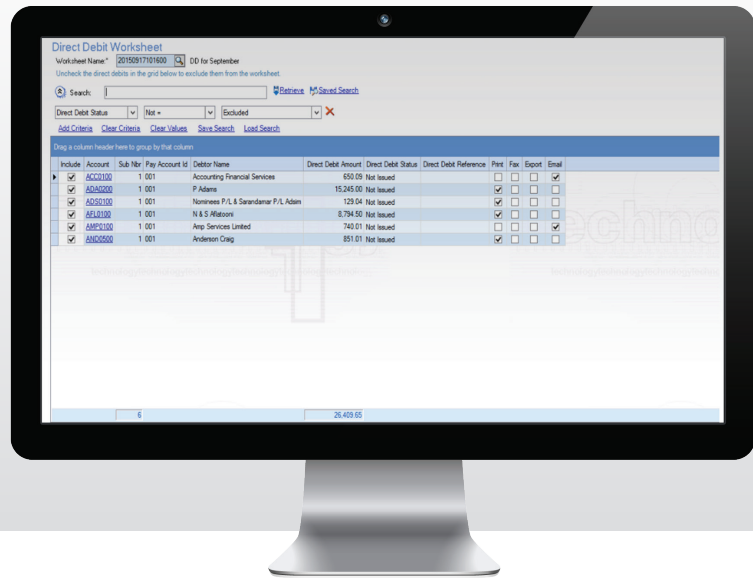 Direct Debit Worksheet
Worksheet Name:* 20150917101600 DD for September
Uncheck the direct debits in the grid below to exclude them from the worksheet.
Search: Retrieve Saved Search
Direct Debit Status Not = Excluded
Add Criteria Clear Criteria Clear Values Save Search Load Search
Drag a column header here to group by that column
Include Account Sub Nbr Pay Account Id Debtor Name Direct Debit Amount Direct Debit Status Direct Debit Reference Print Fax Export Email
ACC0100 1 001 Accounting Financial Services 650.09 Not Issued
ADA0200 1 001 P Adams 15,245.00 Not Issued
ADS0100 1 001 Nominees P/L & Sarandamar P/L Adsim 129.04 Not Issued
AFL0100 1 001 N & S Aflatooni 8,794.50 Not Issued
AMP0100 1 001 Amp Services Limited 740.01 Not Issued
AND0500 1 001 Anderson Craig 851.01 Not Issued
techno
6 26,409.65